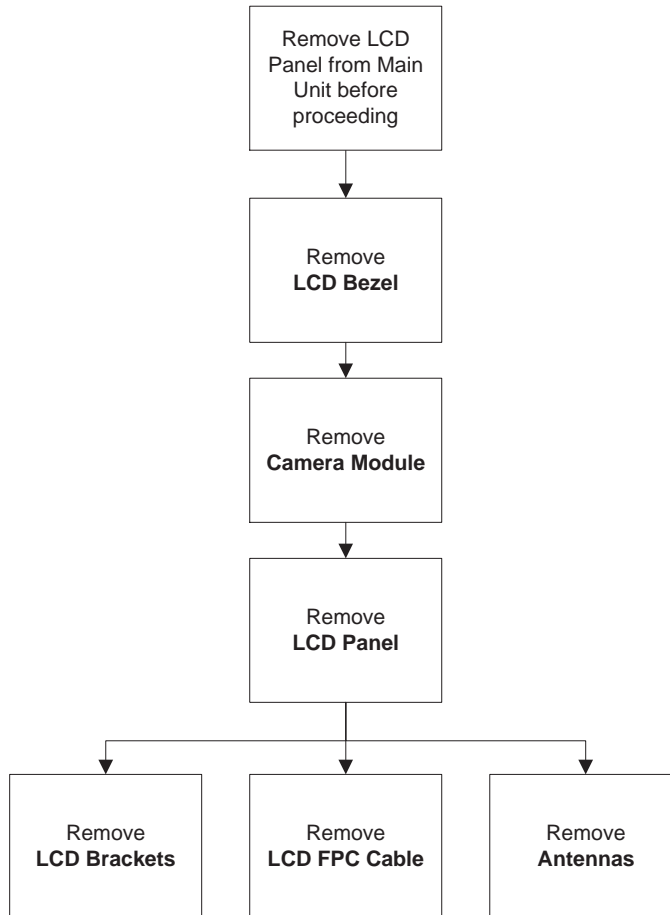 Remove LCD
Panel from Main
Unit before
proceeding
Remove
LCD Bezel
Remove
Camera Module
Remove
LCD Panel
Remove
LCD Brackets
Remove
LCD FPC Cable
Remove
Antennas